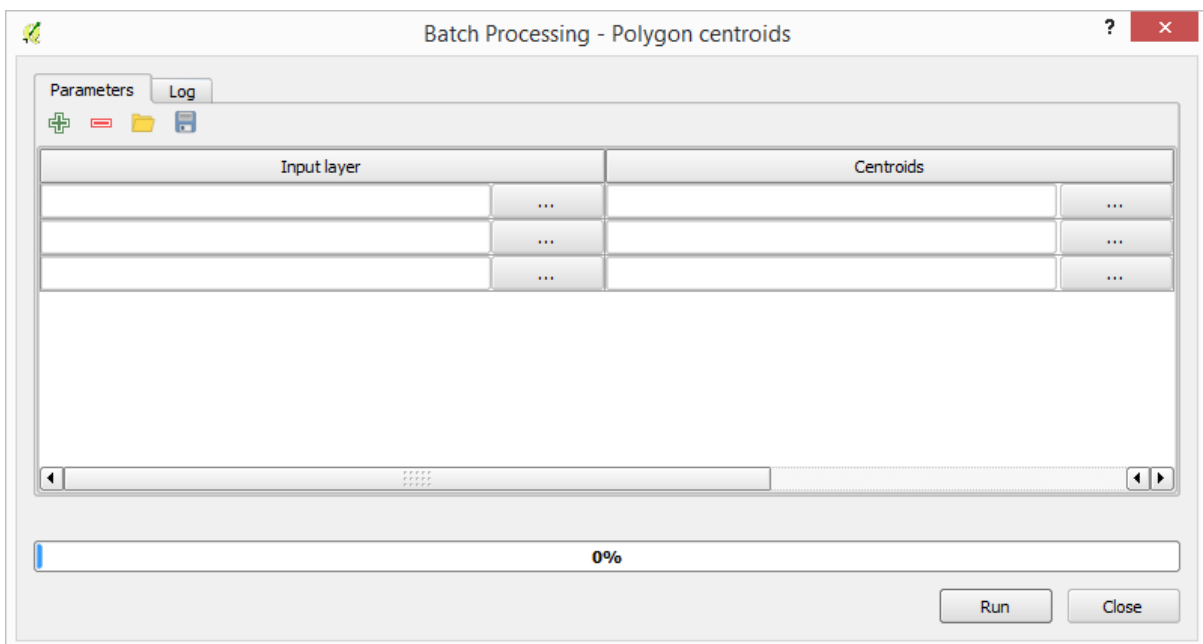 Batch Processing - Polygon centroids
? ×
Parameters Log
Input layer Centroids
... ...
... ...
... ...
0%
Run Close